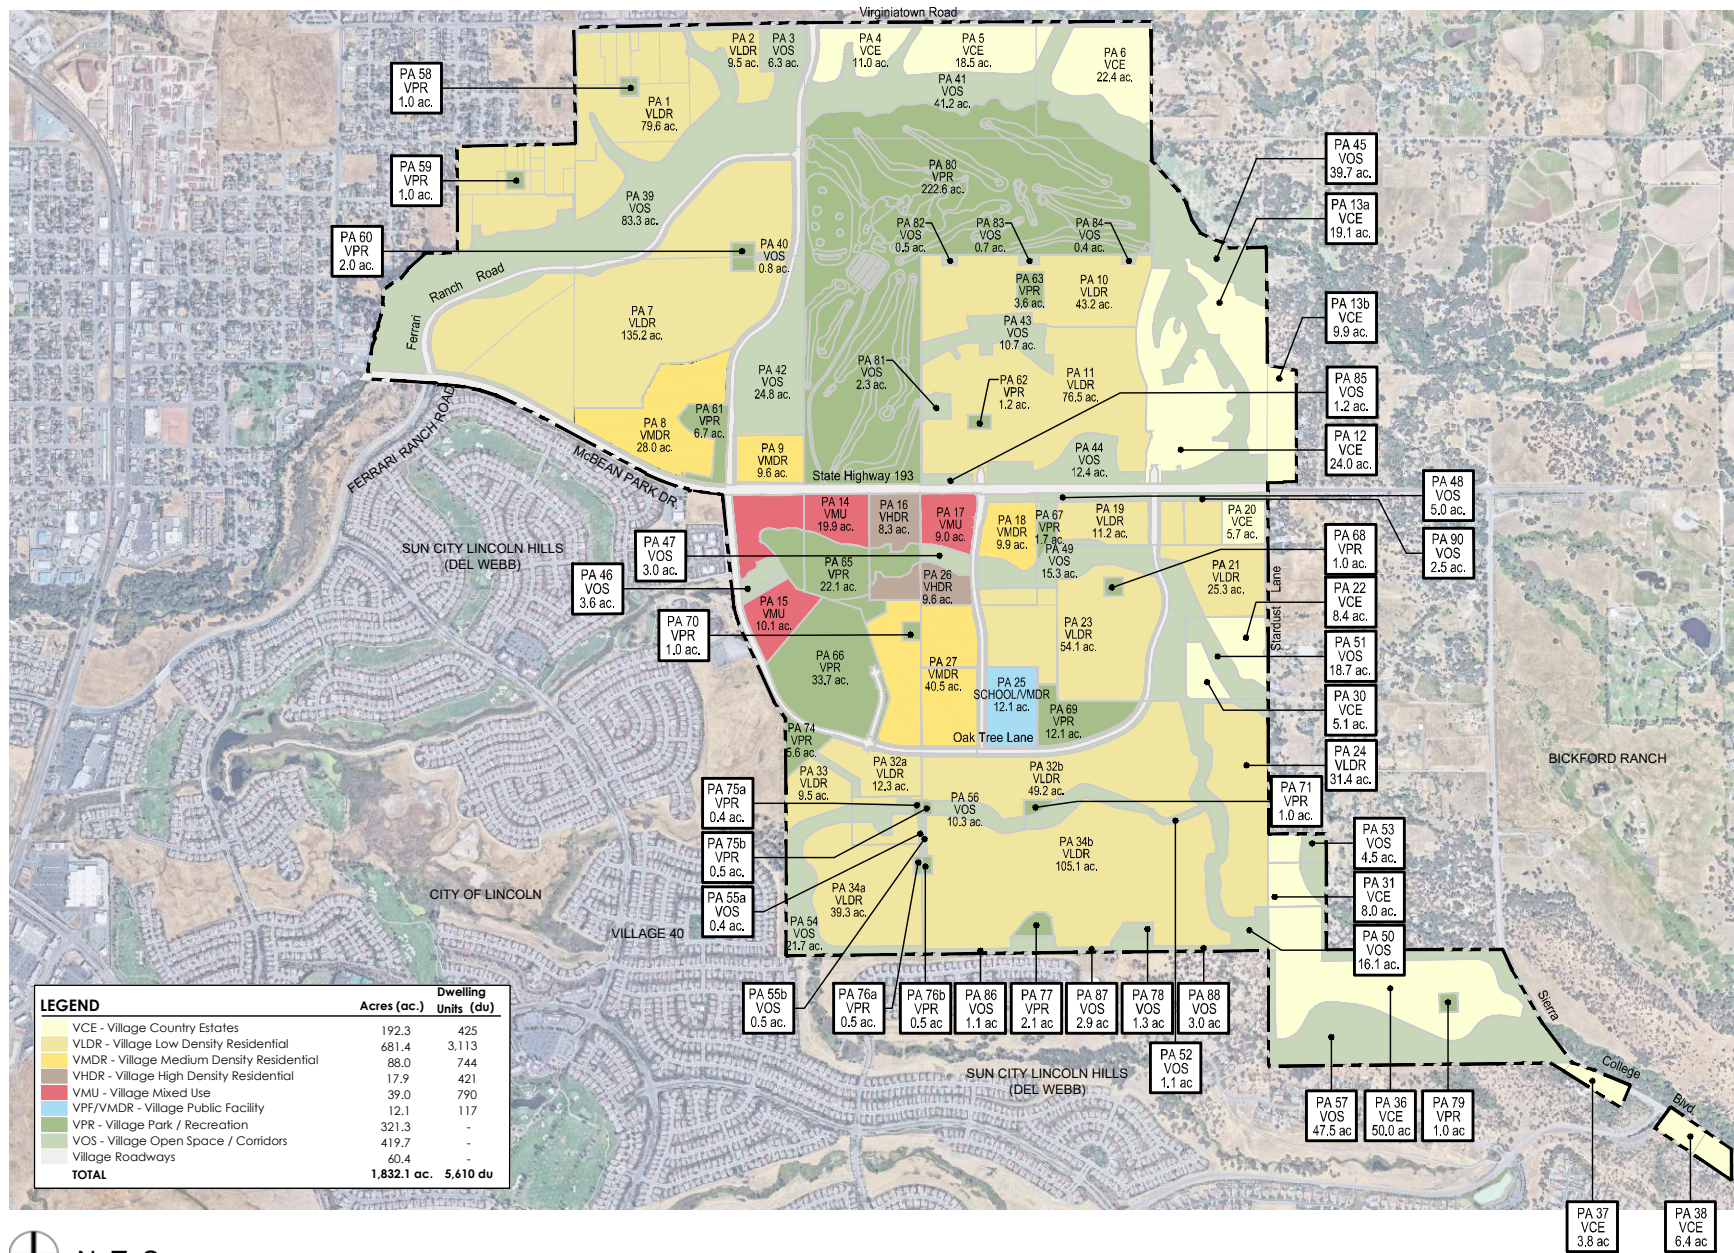 Virginiatown Road
PA 2
VLDR
9.5 ac.
PA 3
VOS
6.3 ac.
PA 4
VCE
11.0 ac.
PA 5
VCE
18.5 ac.
PA 6
VCE
22.4 ac.
PA 58
VPR
1.0 ac.
PA 1
VLDR
79.6 ac.
PA 41
VOS
41.2 ac.
PA 59
VPR
1.0 ac.
PA 39
VOS
83.3 ac.
PA 80
VPR
222.6 ac.
PA 45
VOS
39.7 ac.
PA 13a
VCE
19.1 ac.
PA 60
VPR
2.0 ac.
PA 40
VOS
0.8 ac.
PA 82
VOS
0.5 ac.
PA 83
VOS
0.7 ac.
PA 84
VOS
0.4 ac.
Ferrari Ranch Road
PA 63
VPR
3.6 ac.
PA 10
VLDR
43.2 ac.
PA 7
VLDR
135.2 ac.
PA 43
VOS
10.7 ac.
PA 13b
VCE
9.9 ac.
PA 42
VOS
24.8 ac.
PA 81
VOS
2.3 ac.
PA 62
VPR
1.2 ac.
PA 11
VLDR
76.5 ac.
PA 85
VOS
1.2 ac.
PA 8
VMDR
28.0 ac.
PA 61
VPR
6.7 ac.
PA 9
VMDR
9.6 ac.
PA 44
VOS
12.4 ac.
PA 12
VCE
24.0 ac.
FERRARI RANCH ROAD
McBEAN PARK DR.
State Highway 193
PA 14
VMU
19.9 ac.
PA 16
VHDR
8.3 ac.
PA 17
VMU
9.0 ac.
PA 18
VMDR
9.9 ac.
PA 67
VPR
1.7 ac.
PA 19
VLDR
11.2 ac.
PA 20
VCE
5.7 ac.
PA 48
VOS
5.0 ac.
PA 90
VOS
2.5 ac.
PA 47
VOS
3.0 ac.
PA 46
VOS
3.6 ac.
SUN CITY LINCOLN HILLS
(DEL WEBB)
PA 65
VPR
22.1 ac.
PA 49
VOS
15.3 ac.
PA 68
VPR
1.0 ac.
PA 26
VHDR
9.6 ac.
PA 21
VLDR
25.3 ac.
Stardust Lane
PA 22
VCE
8.4 ac.
PA 15
VMU
10.1 ac.
PA 70
VPR
1.0 ac.
PA 23
VLDR
54.1 ac.
PA 51
VOS
18.7 ac.
PA 66
VPR
33.7 ac.
PA 27
VMDR
40.5 ac.
PA 25
SCHOOL/VMDR
12.1 ac.
PA 69
VPR
12.1 ac.
PA 30
VCE
5.1 ac.
Oak Tree Lane
PA 74
VPR
5.6 ac.
PA 24
VLDR
31.4 ac.
BICKFORD RANCH
PA 33
VLDR
9.5 ac.
PA 32a
VLDR
12.3 ac.
PA 32b
VLDR
49.2 ac.
PA 71
VPR
1.0 ac.
PA 75a
VPR
0.4 ac.
PA 56
VOS
10.3 ac.
PA 75b
VPR
0.5 ac.
PA 53
VOS
4.5 ac.
PA 34b
VLDR
105.1 ac.
PA 55a
VOS
0.4 ac.
PA 34a
VLDR
39.3 ac.
PA 31
VCE
8.0 ac.
CITY OF LINCOLN
VILLAGE 40
PA 54
VOS
21.7 ac.
PA 50
VOS
16.1 ac.
PA 55b
VOS
0.5 ac.
PA 76a
VPR
0.5 ac.
PA 76b
VPR
0.5 ac
PA 86
VOS
1.1 ac
PA 77
VPR
2.1 ac
PA 87
VOS
2.9 ac
PA 78
VOS
1.3 ac
PA 88
VOS
3.0 ac
PA 52
VOS
1.1 ac
SUN CITY LINCOLN HILLS
(DEL WEBB)
Sierra College Blvd.
PA 57
VOS
47.5 ac
PA 36
VCE
50.0 ac
PA 79
VPR
1.0 ac
PA 37
VCE
3.8 ac
PA 38
VCE
6.4 ac
LEGEND Acres (ac.) Dwelling Units (du)
VCE - Village Country Estates 192.3 425
VLDR - Village Low Density Residential 681.4 3,113
VMDR - Village Medium Density Residential 88.0 744
VHDR - Village High Density Residential 17.9 421
VMU - Village Mixed Use 39.0 790
VPF/VMDR - Village Public Facility 12.1 117
VPR - Village Park / Recreation 321.3 -
VOS - Village Open Space / Corridors 419.7 -
Village Roadways 60.4 -
TOTAL 1,832.1 ac. 5,610 du